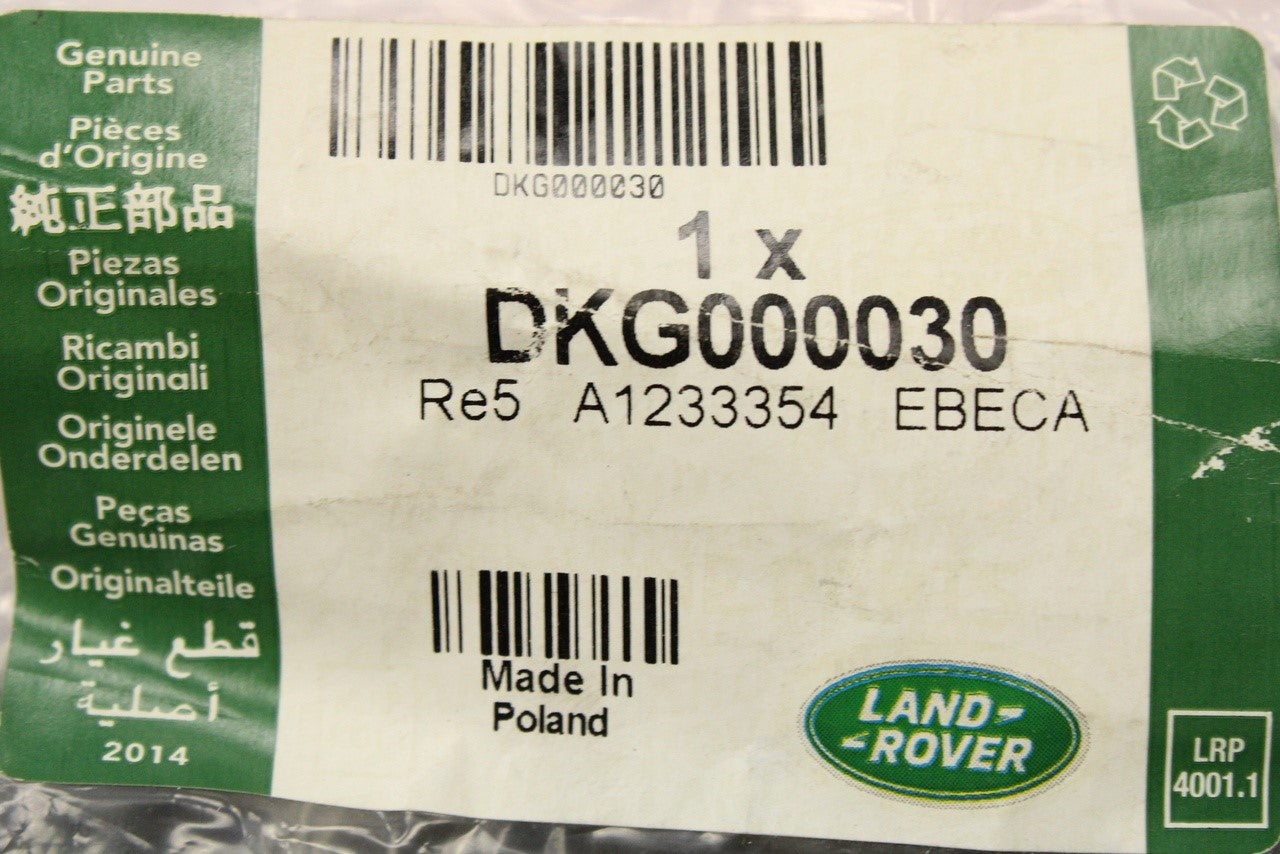 Genuine
Parts
Pièces
d'Origine
純正部品
Piezas
Originales
Ricambi
Originali
Originele
Onderdelen
Peças
Genuinas
Originalteile
قطع غيار
أصلية
2014
DKG000030
1 x
DKG000030
Re5 A1233354 EBECA
Made In
Poland
LAND
ROVER
LRP
4001.1